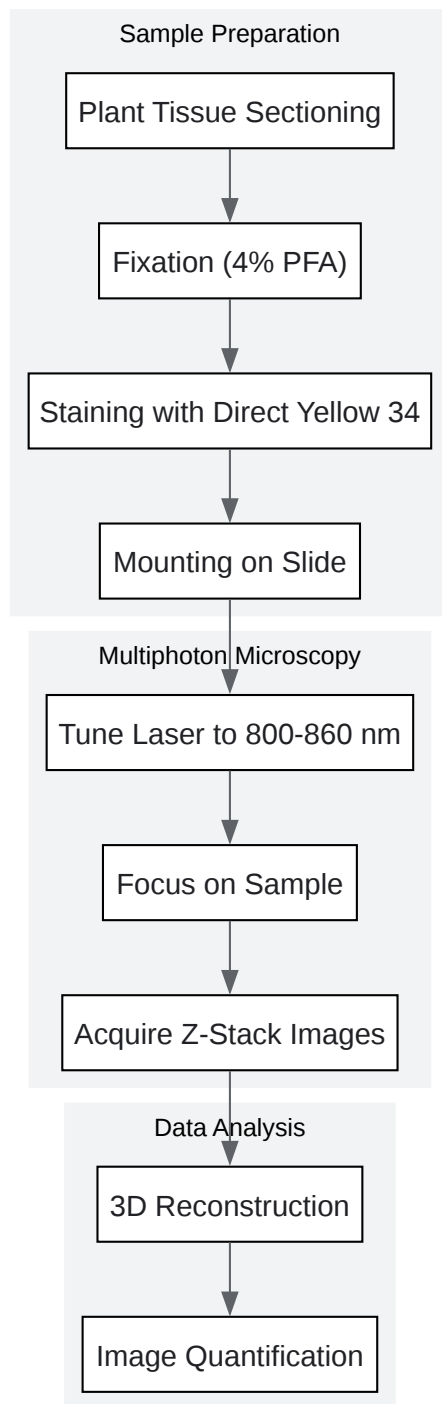 Sample Preparation
Plant Tissue Sectioning
Fixation (4% PFA)
Staining with Direct Yellow 34
Mounting on Slide
Multiphoton Microscopy
Tune Laser to 800-860 nm
Focus on Sample
Acquire Z-Stack Images
Data Analysis
3D Reconstruction
Image Quantification